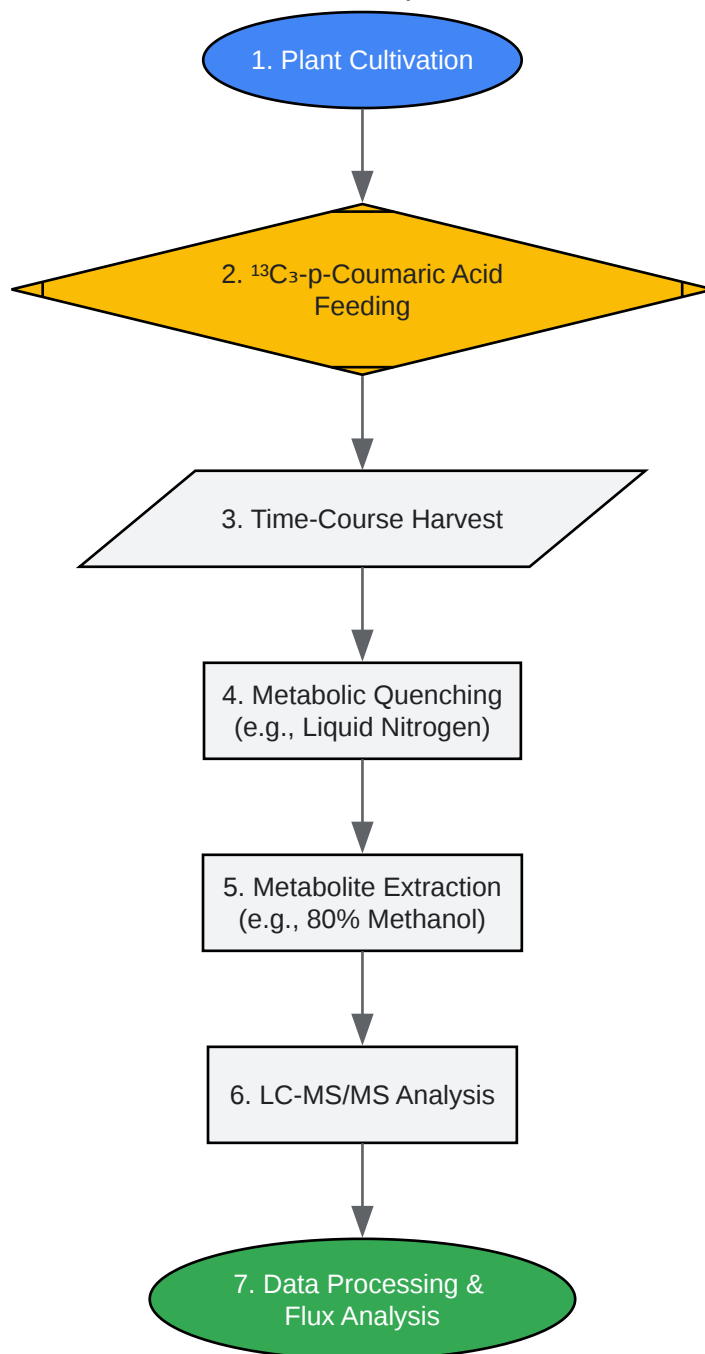 1. Plant Cultivation
2. ¹³C₃-p-Coumaric Acid
Feeding
3. Time-Course Harvest
4. Metabolic Quenching
(e.g., Liquid Nitrogen)
5. Metabolite Extraction
(e.g., 80% Methanol)
6. LC-MS/MS Analysis
7. Data Processing &
Flux Analysis